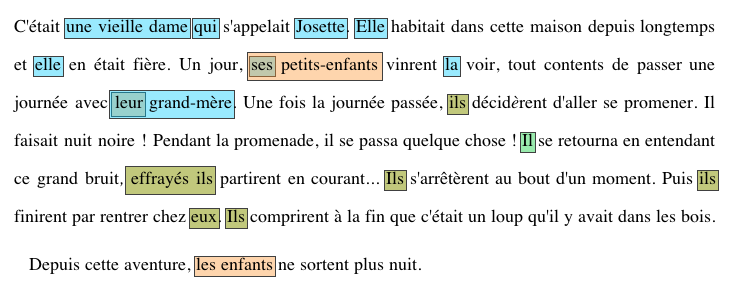 C'était une vieille dame qui s'appelait Josette. Elle habitait dans cette maison depuis longtemps
et elle en était fière. Un jour, ses petits-enfants vinrent la voir, tout contents de passer une
journée avec leur grand-mère. Une fois la journée passée, ils décidèrent d'aller se promener. Il
faisait nuit noire ! Pendant la promenade, il se passa quelque chose ! Il se retourna en entendant
ce grand bruit, effrayés ils partirent en courant... Ils s'arrêtèrent au bout d'un moment. Puis ils
finirent par rentrer chez eux. Ils comprirent à la fin que c'était un loup qu'il y avait dans les bois.
Depuis cette aventure, les enfants ne sortent plus nuit.